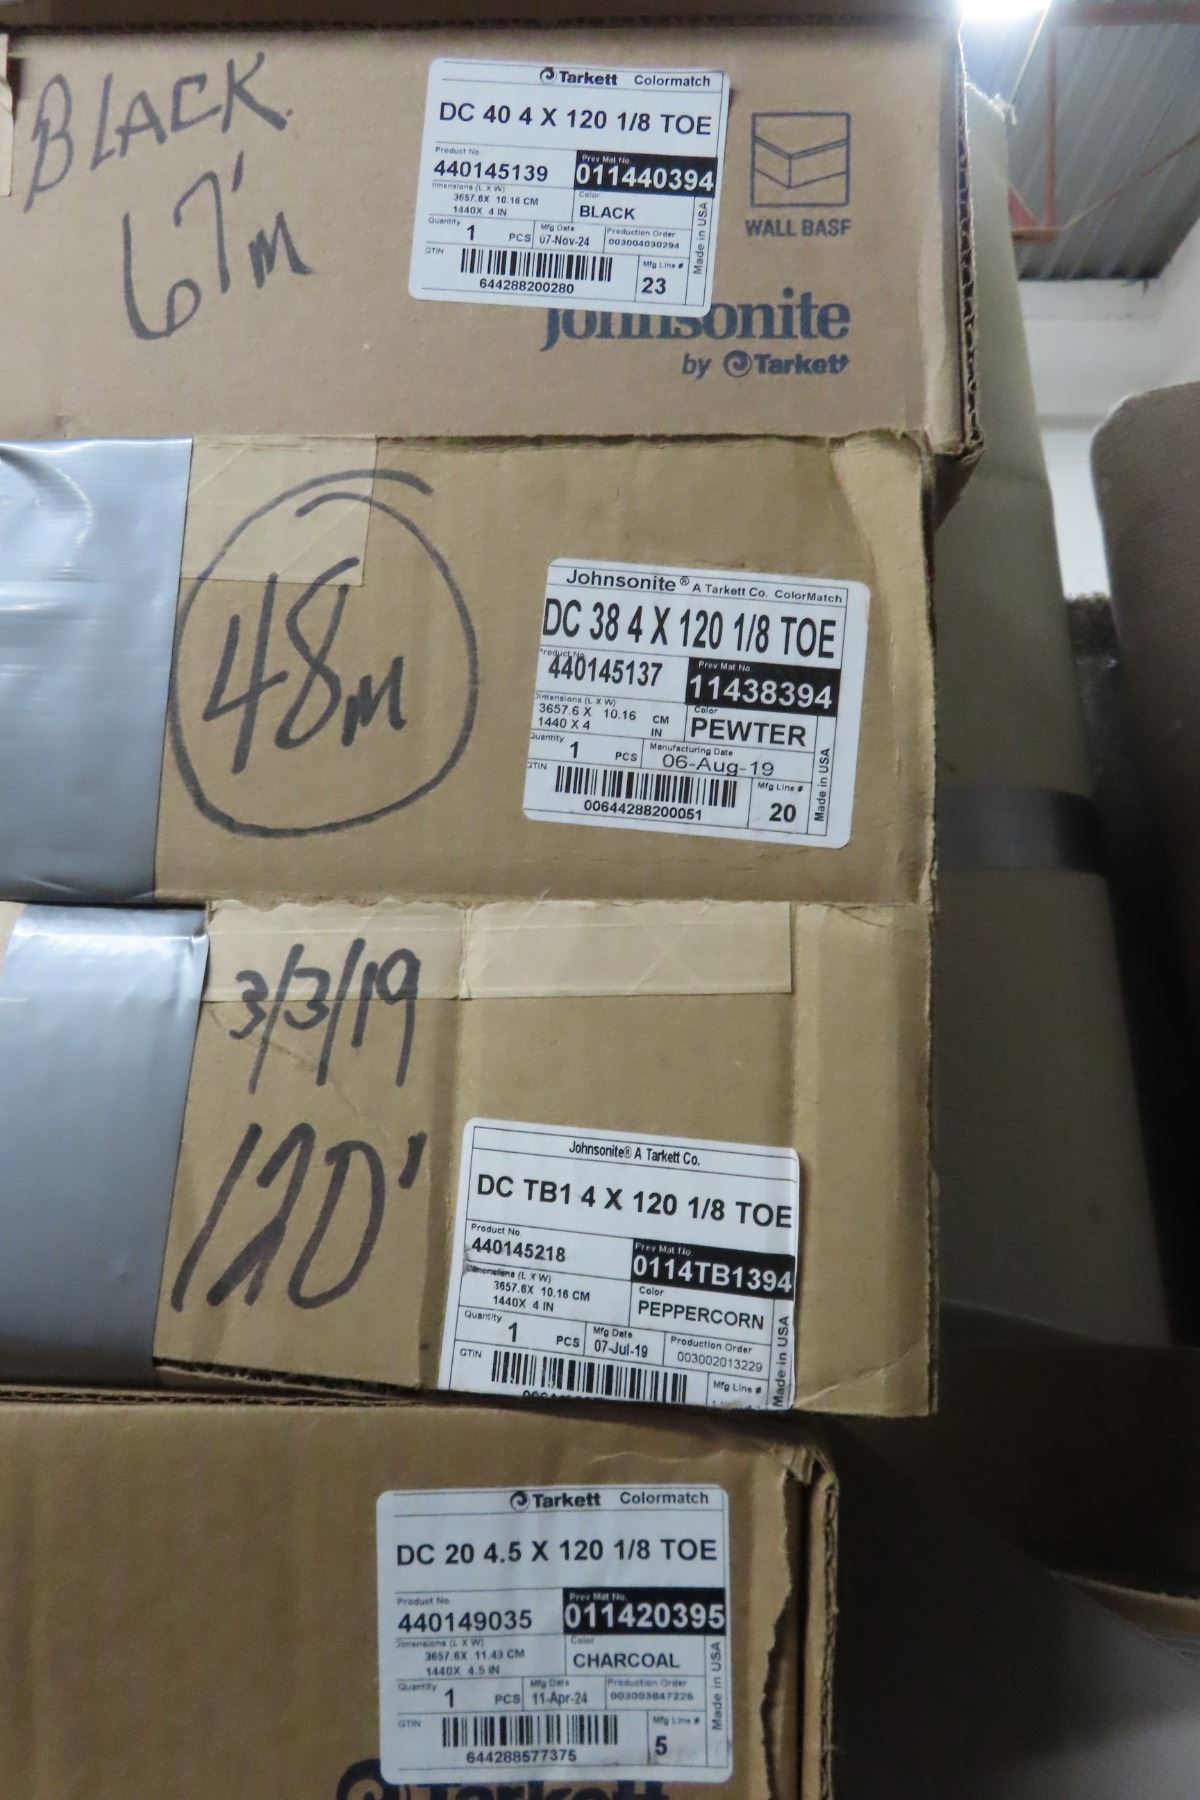 BLACK.
67'M
Tarkett Colormatch
DC 40 4 X 120 1/8 TOE
Product No. Prev Mat No.
440145139 011440394
Dimensions (L X W) Color
3657.6X 10.16 CM
1440X 4 IN BLACK
Quantity Mfg Date Production Order
1 PCS 07-Nov-24 003004030294
GTIN Mfg Line #
644288200280 23
Made in USA
WALL BASE
Johnsonite
by Tarkett
48M
Johnsonite® A Tarkett Co. ColorMatch
DC 38 4 X 120 1/8 TOE
Product No Prev Mat No
440145137 11438394
Dimensions (L X W) Color
3657.6 X 10.16 CM
1440 X 4 IN PEWTER
Quantity Manufacturing Date
1 PCS 06-Aug-19
GTIN Mfg Line #
00644288200051 20
Made in USA
3/3/19
120'
Johnsonite® A Tarkett Co.
DC TB1 4 X 120 1/8 TOE
Product No. Prev Mat No.
440145218 0114TB1394
Dimensions (L X W) Color
3657.6X 10.16 CM
1440X 4 IN PEPPERCORN
Quantity Mfg Date Production Order
1 PCS 07-Jul-19 003002013229
GTIN Mfg Line #
Made in USA
Tarkett Colormatch
DC 20 4.5 X 120 1/8 TOE
Product No. Prev Mat No.
440149035 011420395
Dimensions (L X W) Color
3657.6X 11.43 CM
1440X 4.5 IN CHARCOAL
Quantity Mfg Date Production Order
1 PCS 11-Apr-24 003003847225
GTIN Mfg Line #
644288577375 5
Made in USA
Tarkett